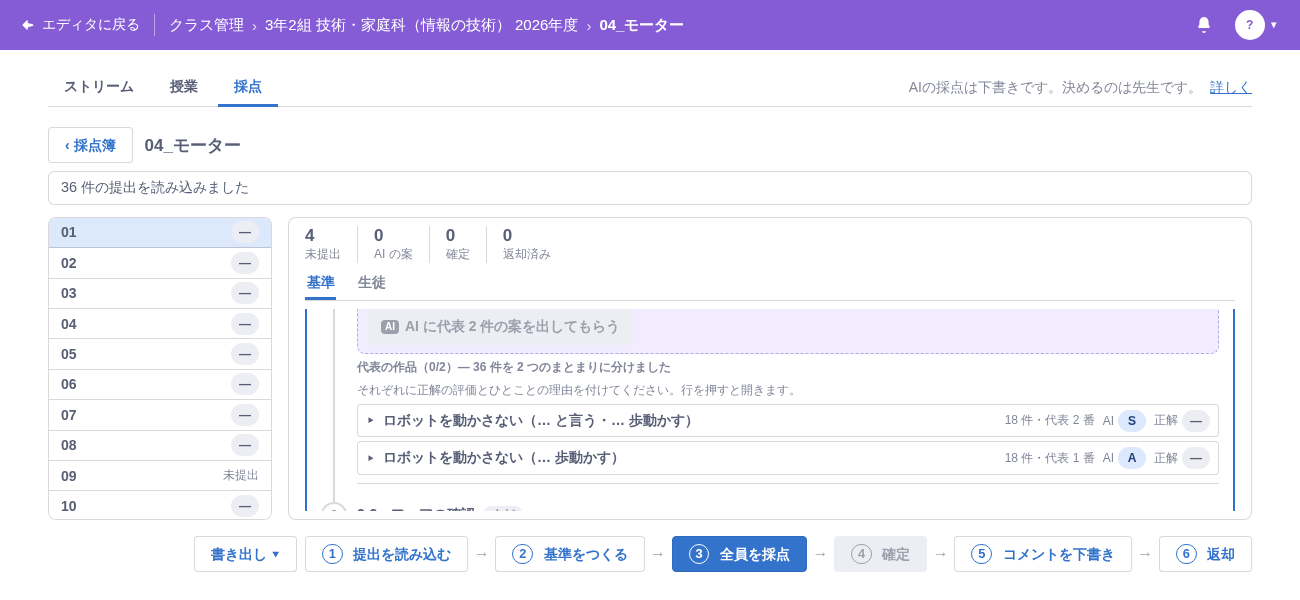 エディタに戻る
クラス管理 › 3年2組 技術・家庭科（情報の技術） 2026年度 › 04_モーター
?
ストリーム 授業 採点
AIの採点は下書きです。決めるのは先生です。 詳しく
‹ 採点簿 04_モーター
36 件の提出を読み込みました
01 —
02 —
03 —
04 —
05 —
06 —
07 —
08 —
09 未提出
10 —
4 0 0 0
未提出 AI の案 確定 返却済み
基準 生徒
AI AI に代表 2 件の案を出してもらう
代表の作品（0/2）— 36 件を 2 つのまとまりに分けました
それぞれに正解の評価とひとことの理由を付けてください。行を押すと開きます。
ロボットを動かさない（… と言う・… 歩動かす） 18 件・代表 2 番 AI S 正解 —
ロボットを動かさない（… 歩動かす） 18 件・代表 1 番 AI A 正解 —
書き出し 1 提出を読み込む → 2 基準をつくる → 3 全員を採点 → 4 確定 → 5 コメントを下書き → 6 返却